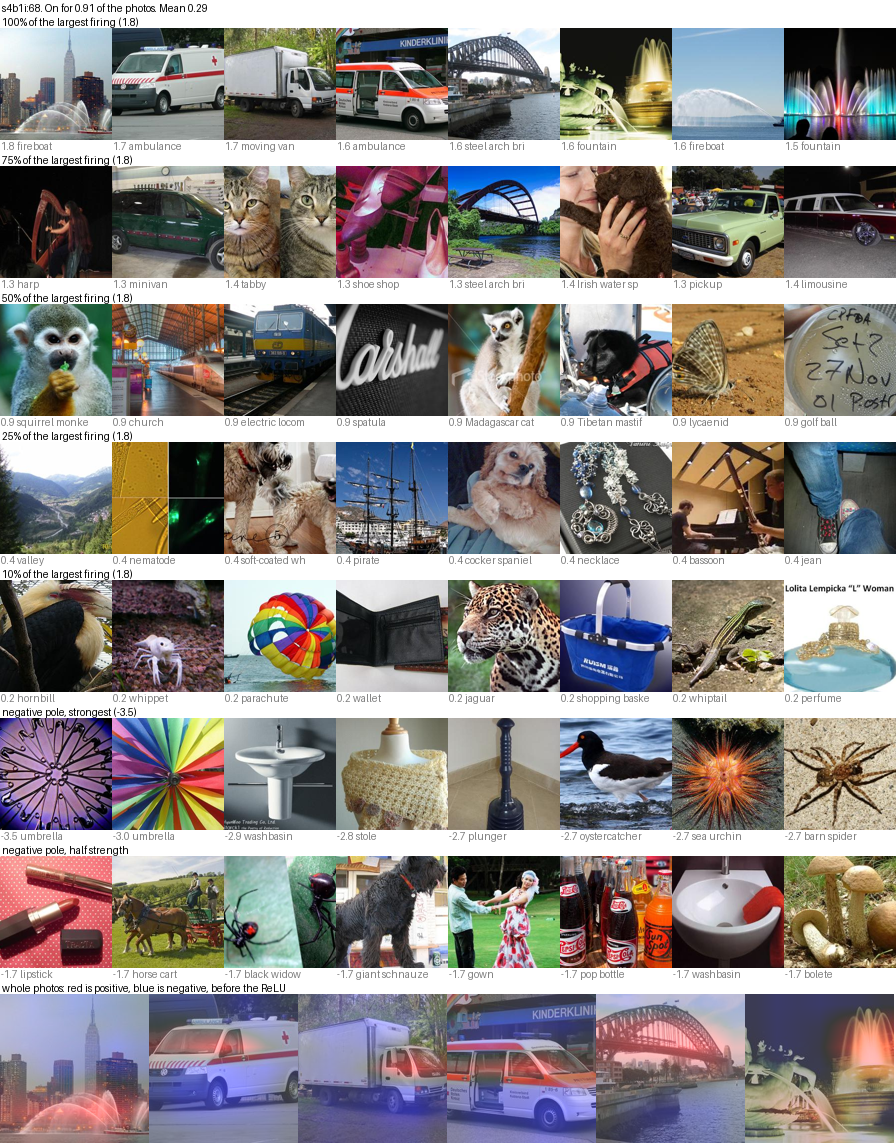 s4b1i:68. On for 0.91 of the photos. Mean 0.29
100% of the largest firing (1.8)
KINDERKLINI
1.8 fireboat
1.7 ambulance
1.7 moving van
1.6 ambulance
1.6 steel arch bri
1.6 fountain
1.6 fireboat
1.5 fountain
75% of the largest firing (1.8)
1.3 harp
1.3 minivan
1.4 tabby
1.3 shoe shop
1.3 steel arch bri
1.4 Irish water sp
1.3 pickup
1.4 limousine
50% of the largest firing (1.8)
CPFDA
Set 2
27 Nov
01 Postr
0.9 squirrel monke
0.9 church
0.9 electric locom
0.9 spatula
0.9 Madagascar cat
0.9 Tibetan mastif
0.9 lycaenid
0.9 golf ball
25% of the largest firing (1.8)
0.4 valley
0.4 nematode
0.4 soft-coated wh
0.4 pirate
0.4 cocker spaniel
0.4 necklace
0.4 bassoon
0.4 jean
10% of the largest firing (1.8)
Lolita Lempicka “L” Woman
0.2 hornbill
0.2 whippet
0.2 parachute
0.2 wallet
0.2 jaguar
0.2 shopping baske
0.2 whiptail
0.2 perfume
negative pole, strongest (-3.5)
-3.5 umbrella
-3.0 umbrella
-2.9 washbasin
-2.8 stole
-2.7 plunger
-2.7 oystercatcher
-2.7 sea urchin
-2.7 barn spider
negative pole, half strength
PEPSI
Sun
-1.7 lipstick
-1.7 horse cart
-1.7 black widow
-1.7 giant schnauze
-1.7 gown
-1.7 pop bottle
-1.7 washbasin
-1.7 bolete
whole photos: red is positive, blue is negative, before the ReLU
KINDERKLINI